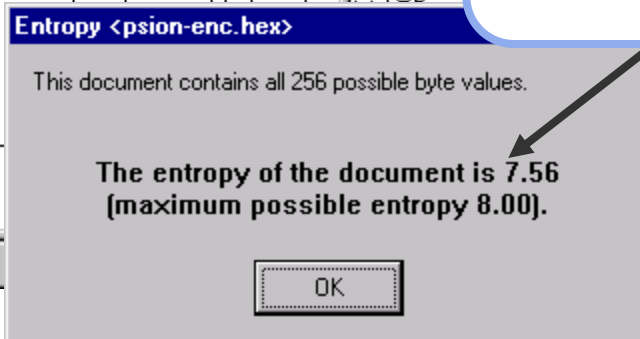 Entropy <psion-enc.hex>
This document contains all 256 possible byte values.
The entropy of the document is 7.56
(maximum possible entropy 8.00).
OK